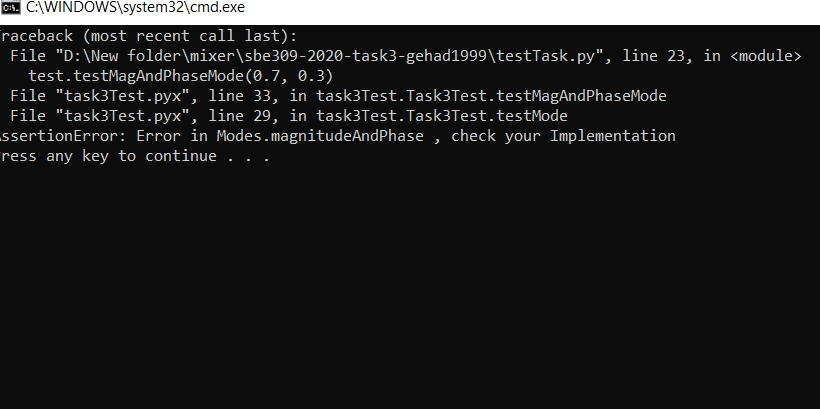 C:\WINDOWS\system32\cmd.exe
Traceback (most recent call last):
File "D:\New folder\mixer\sbe309-2020-task3-gehad1999\testTask.py", line 23, in <module>
test.testMagAndPhaseMode(0.7, 0.3)
File "task3Test.pyx", line 33, in task3Test.Task3Test.testMagAndPhaseMode
File "task3Test.pyx", line 29, in task3Test.Task3Test.testMode
AssertionError: Error in Modes.magnitudeAndPhase , check your Implementation
Press any key to continue . . .